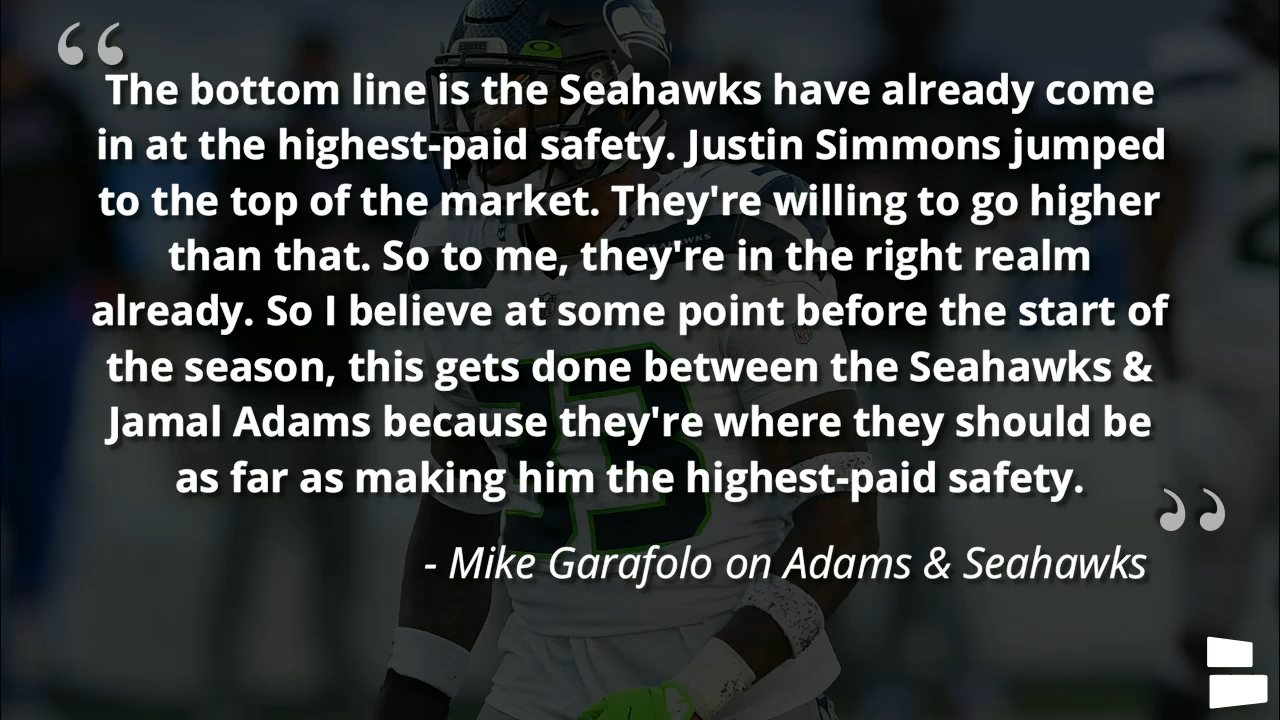 “
The bottom line is the Seahawks have already come
in at the highest-paid safety. Justin Simmons jumped
to the top of the market. They're willing to go higher
than that. So to me, they're in the right realm
already. So I believe at some point before the start of
the season, this gets done between the Seahawks &
Jamal Adams because they're where they should be
as far as making him the highest-paid safety.
”
- Mike Garafolo on Adams & Seahawks
33